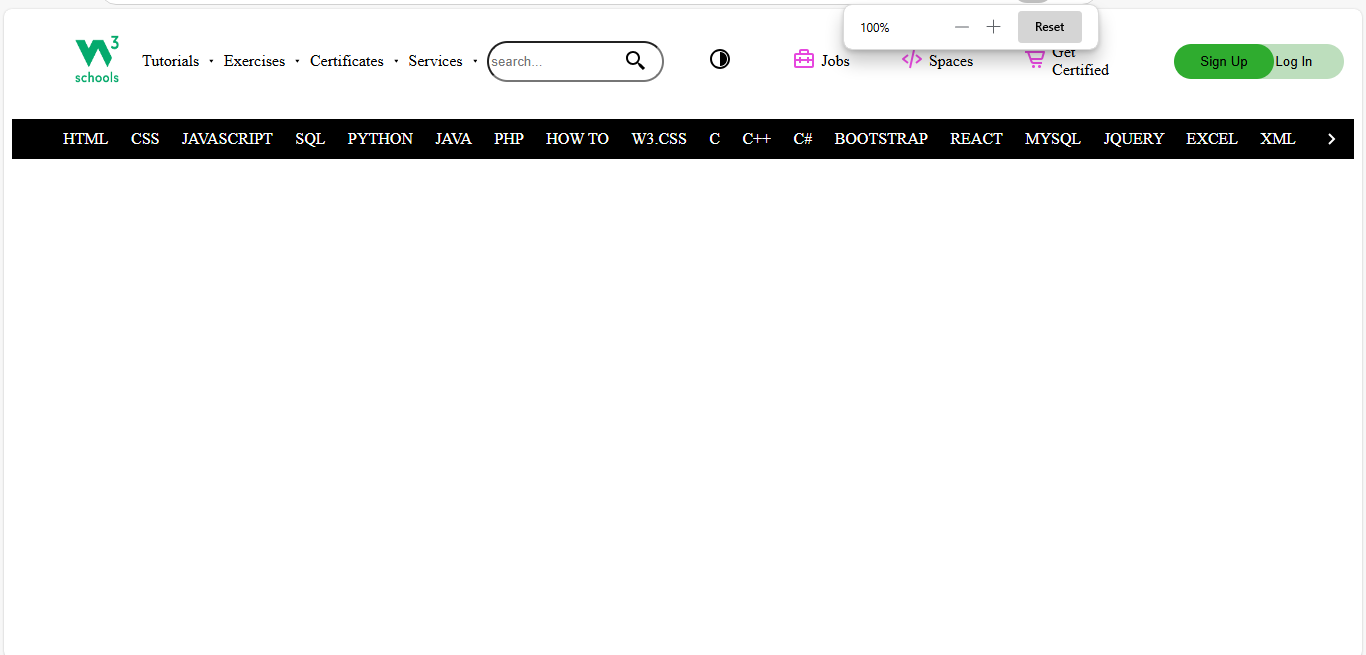 100% Reset
W3 schools
Tutorials Exercises Certificates Services search... Jobs Spaces Get Certified Sign Up Log In
HTML CSS JAVASCRIPT SQL PYTHON JAVA PHP HOW TO W3.CSS C C++ C# BOOTSTRAP REACT MYSQL JQUERY EXCEL XML